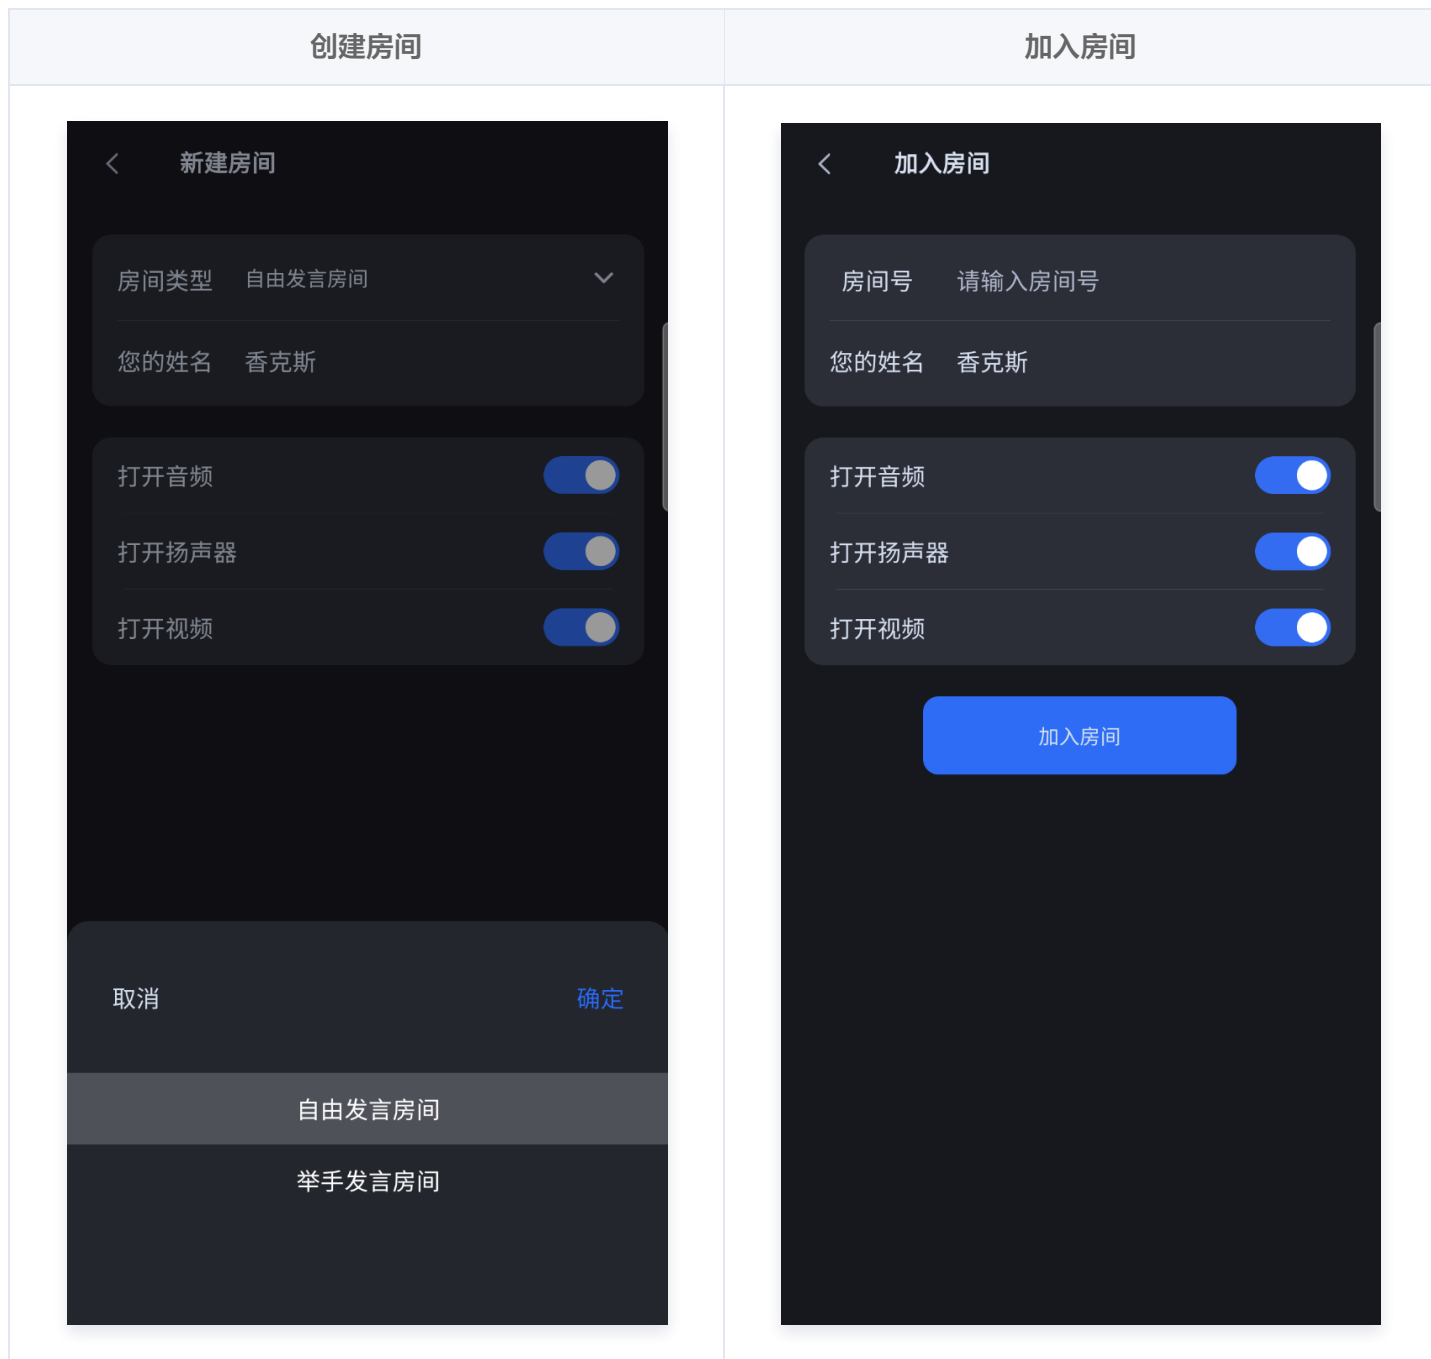 创建房间
加入房间
新建房间
房间类型 自由发言房间
您的姓名 香克斯
打开音频
打开扬声器
打开视频
取消 确定
自由发言房间
举手发言房间
加入房间
房间号 请输入房间号
您的姓名 香克斯
打开音频
打开扬声器
打开视频
加入房间